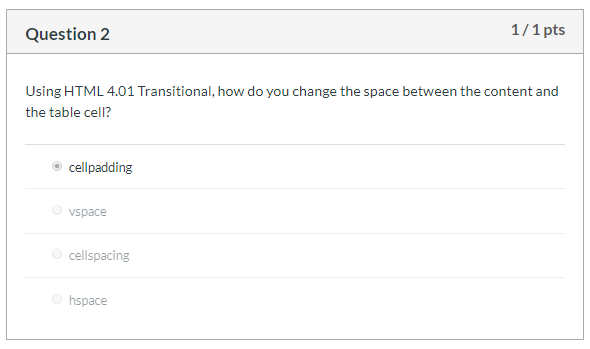 Question 2
1 / 1 pts
Using HTML 4.01 Transitional, how do you change the space between the content and
the table cell?
cellpadding
vspace
cellspacing
hspace